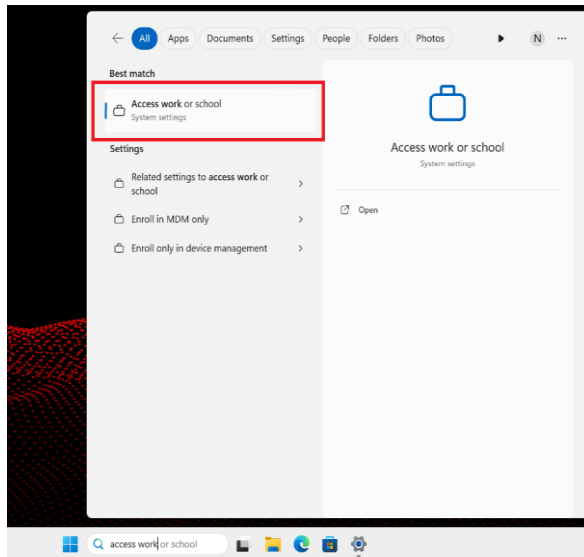 All Apps Documents Settings People Folders Photos N ...
Best match
Access work or school
System settings
Settings
Related settings to access work or
school
Enroll in MDM only
Enroll only in device management
Access work or school
System settings
Open
access work or school